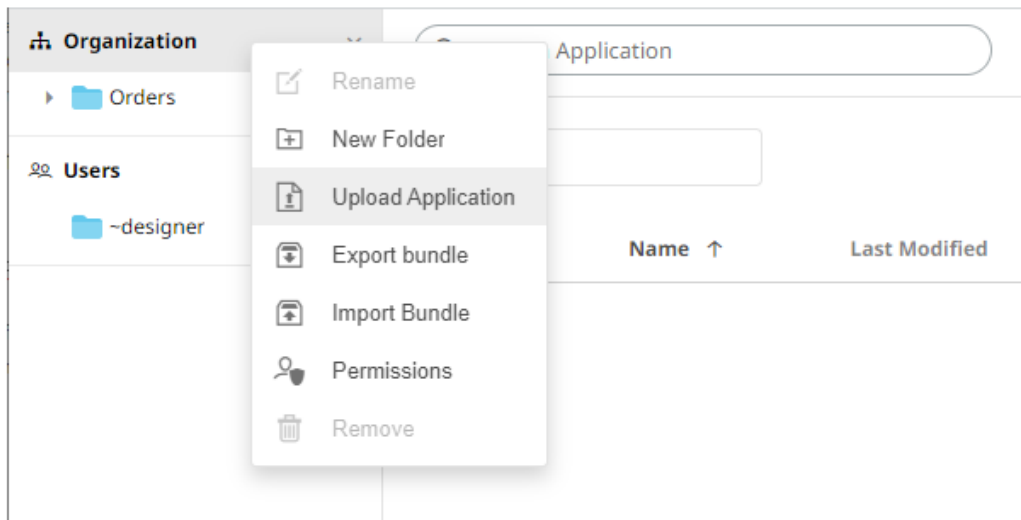 Organization
Orders
Users
~designer
Rename
New Folder
Upload Application
Export bundle
Import Bundle
Permissions
Remove
Application
Name ↑
Last Modified